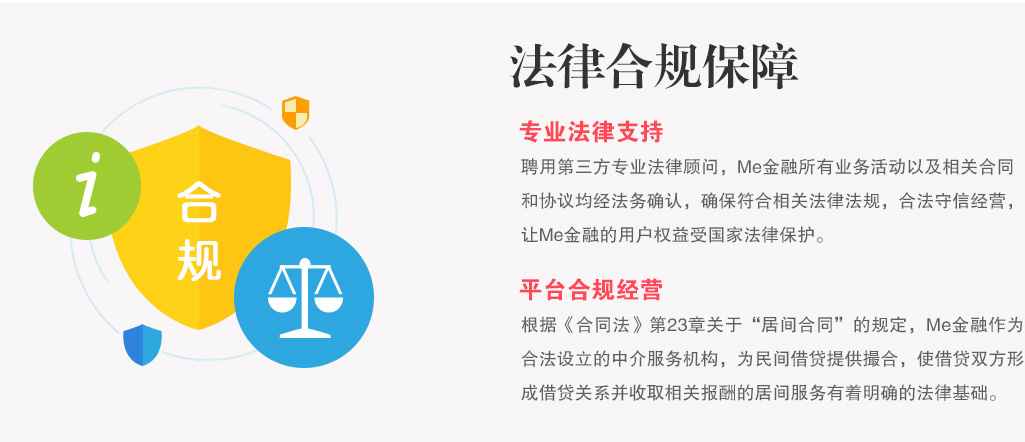 法律合规保障
专业法律支持
聘用第三方专业法律顾问，Me金融所有业务活动以及相关合同
和协议均经法务确认，确保符合相关法律法规，合法守信经营，
让Me金融的用户权益受国家法律保护。
平台合规经营
根据《合同法》第23章关于“居间合同”的规定，Me金融作为
合法设立的中介服务机构，为民间借贷提供撮合，使借贷双方形
成借贷关系并收取相关报酬的居间服务有着明确的法律基础。
i
合
规